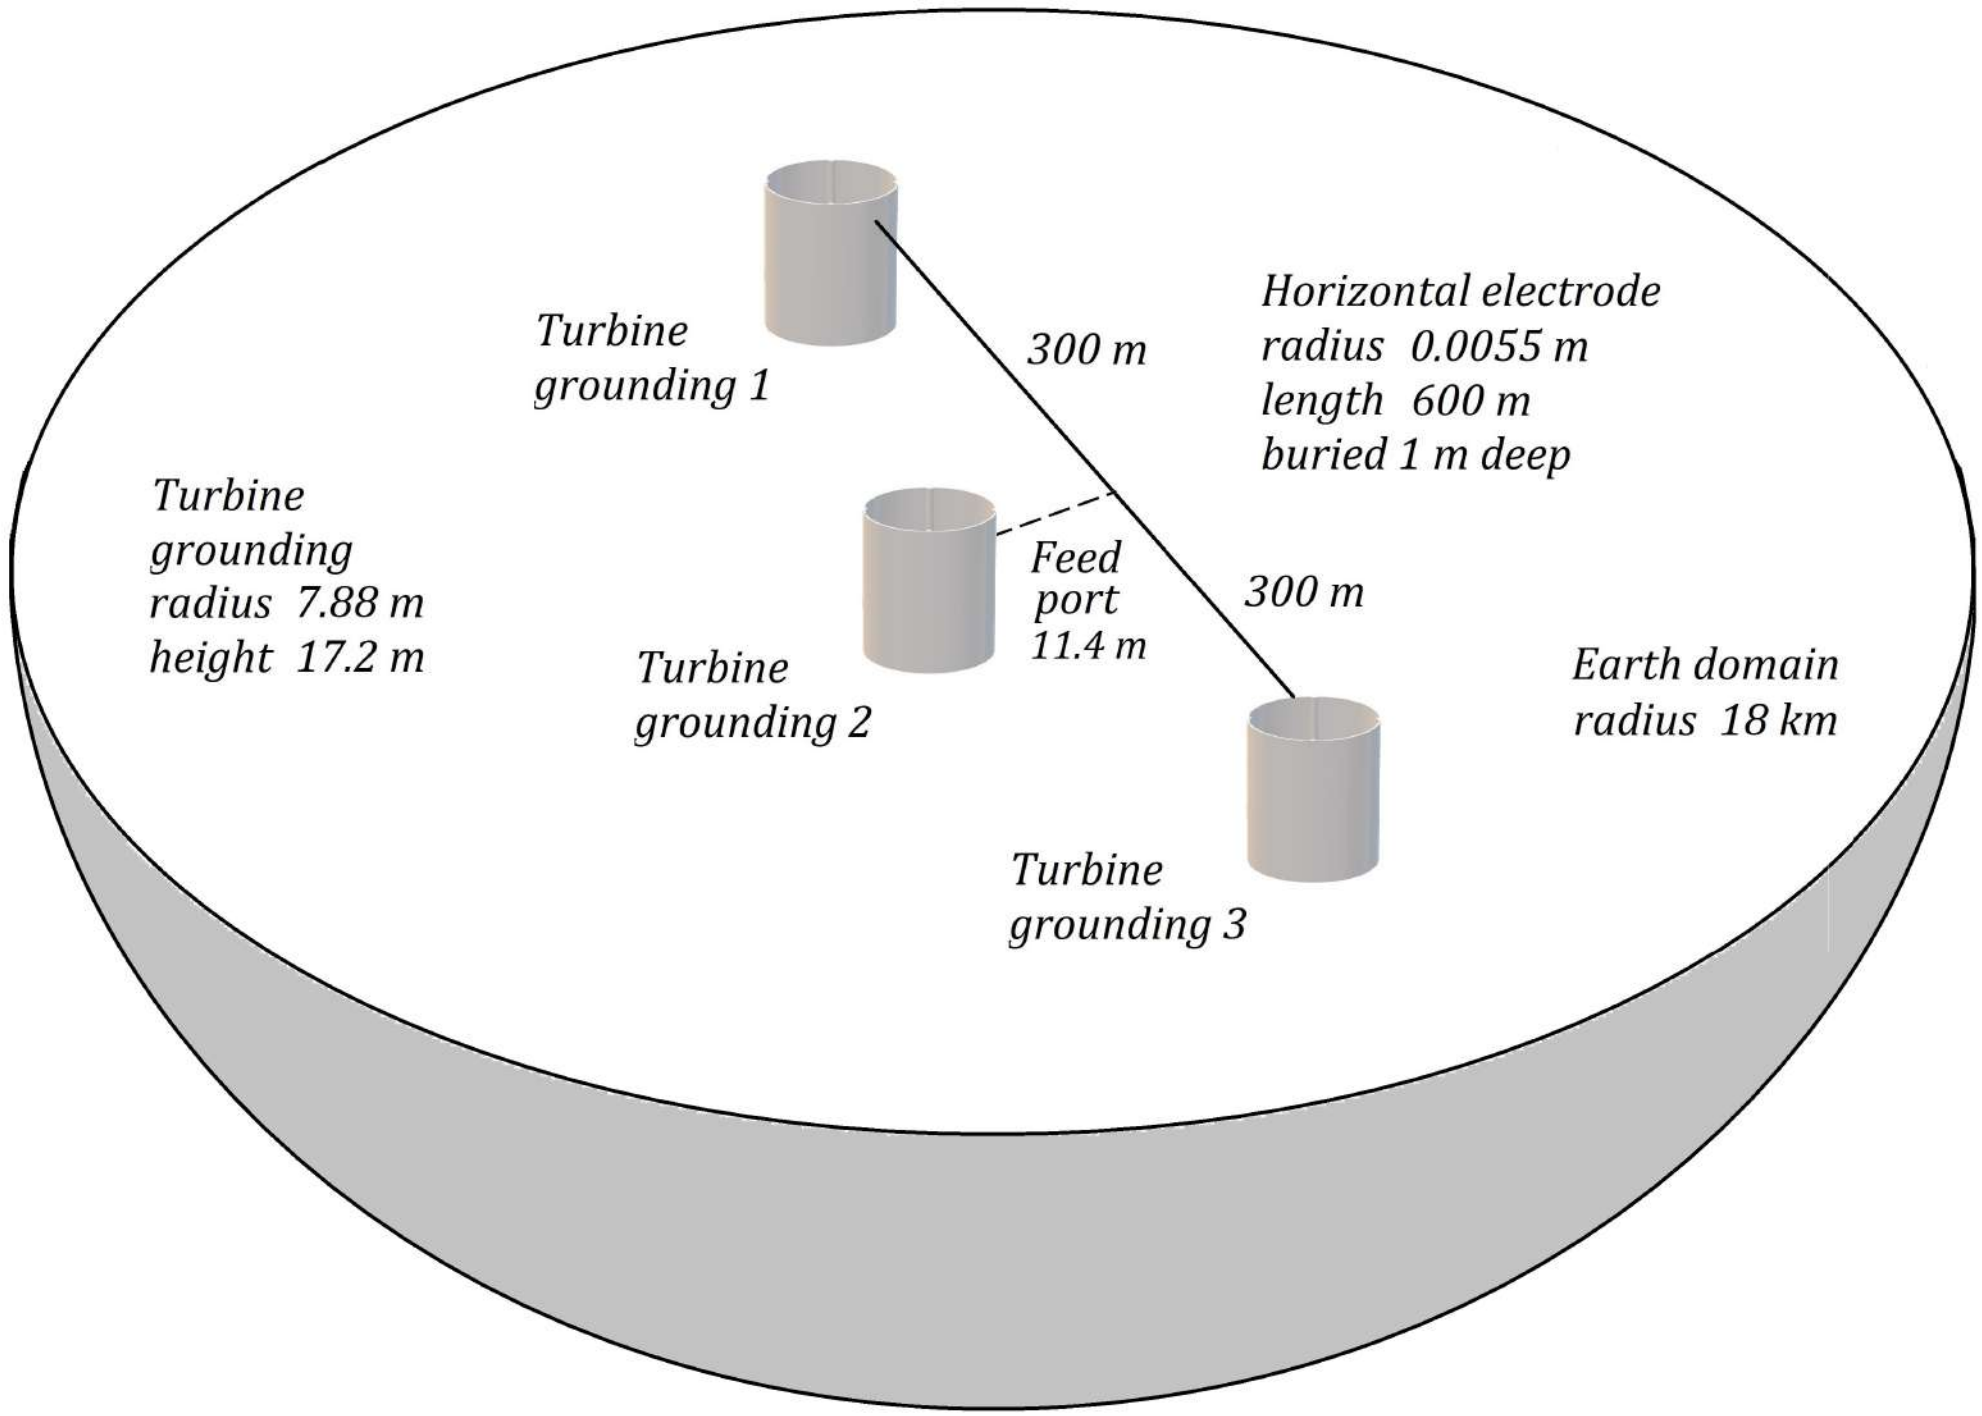 Turbine
grounding 1
300 m
Horizontal electrode
radius 0.0055 m
length 600 m
buried 1 m deep
Turbine
grounding
radius 7.88 m
height 17.2 m
Feed
port
11.4 m
300 m
Turbine
grounding 2
Earth domain
radius 18 km
Turbine
grounding 3